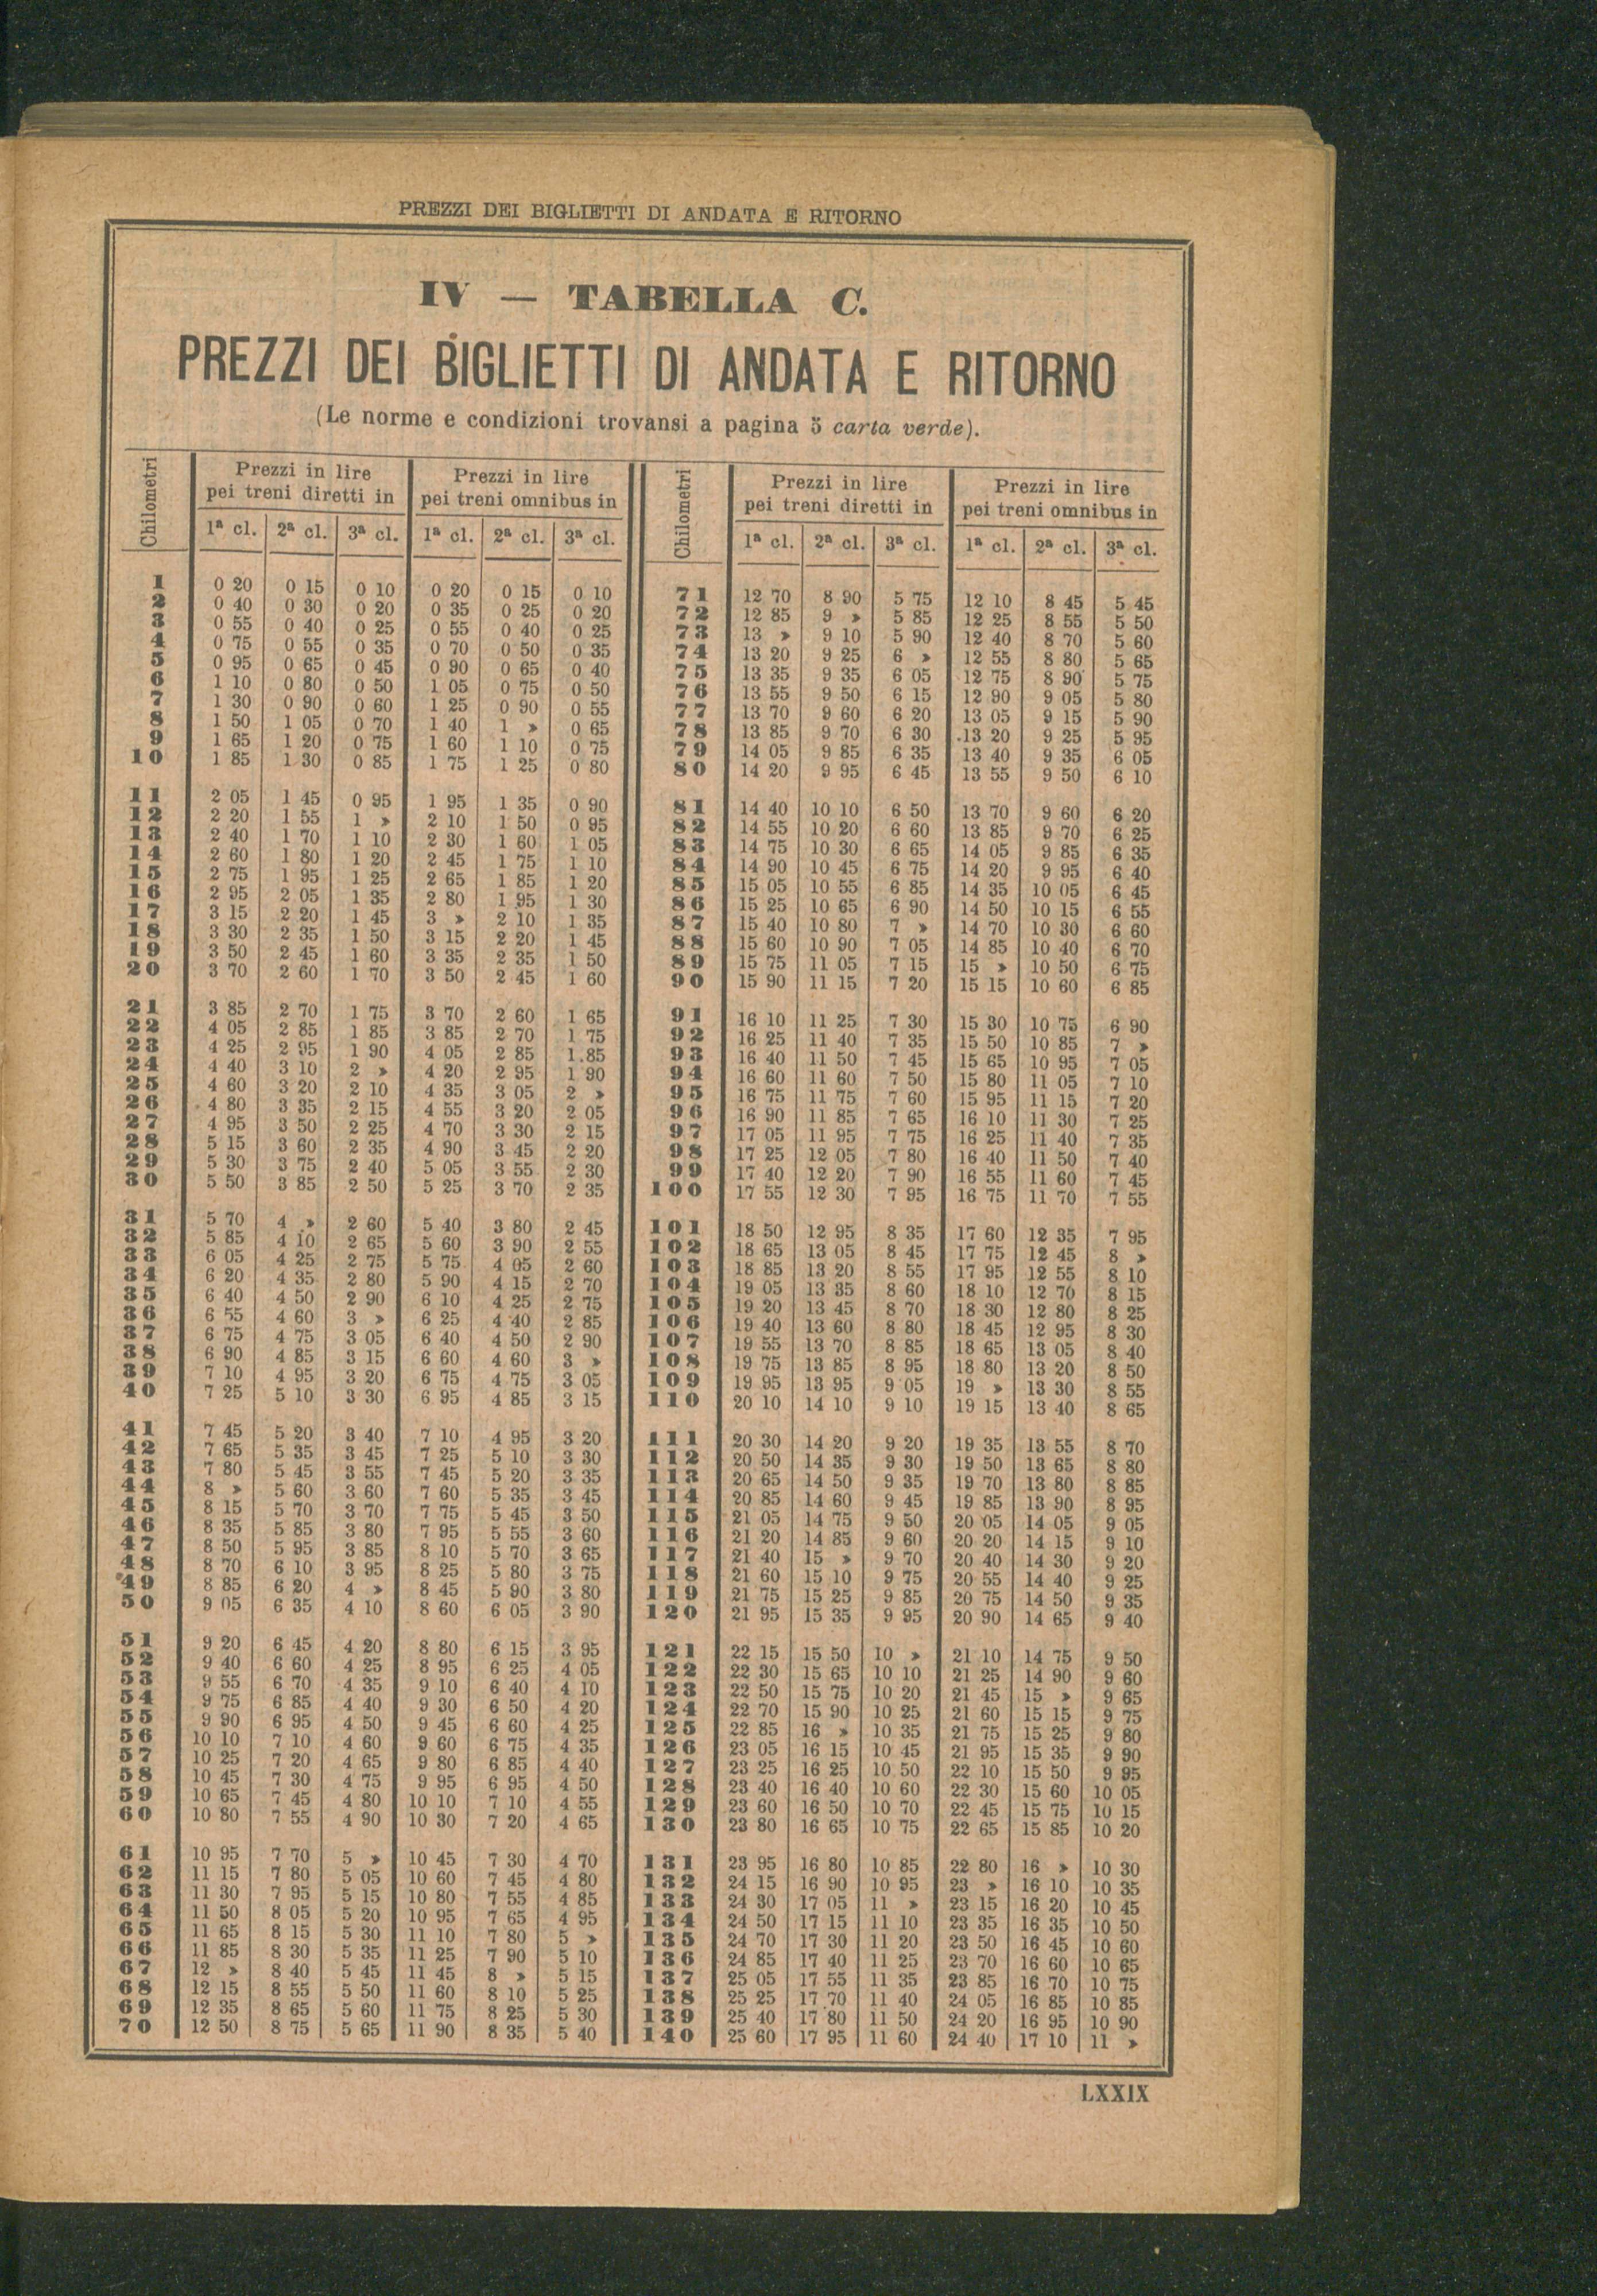 PREZZI DEI BIGLIETTI DI ANDATA E RITORNO
IV — TABELLA C.
PREZZI DEI BIGLIETTI DI ANDATA E RITORNO
(Le norme e condizioni trovansi a pagina 5 carta verde).
Chilometri Prezzi in lire pei treni diretti in Prezzi in lire pei treni omnibus in Chilometri Prezzi in lire pei treni diretti in Prezzi in lire pei treni omnibus in
1ª cl. 2ª cl. 3ª cl. 1ª cl. 2ª cl. 3ª cl. 1ª cl. 2ª cl. 3ª cl. 1ª cl. 2ª cl. 3ª cl.
1 0 20 0 15 0 10 0 20 0 15 0 10 71 12 70 8 90 5 75 12 10 8 45 5 45
2 0 40 0 30 0 20 0 35 0 25 0 20 72 12 85 9 » 5 85 12 25 8 55 5 50
3 0 55 0 40 0 25 0 55 0 40 0 25 73 13 » 9 10 5 90 12 40 8 70 5 60
4 0 75 0 55 0 35 0 70 0 50 0 35 74 13 20 9 25 6 » 12 55 8 80 5 65
5 0 95 0 65 0 45 0 90 0 65 0 40 75 13 35 9 35 6 05 12 75 8 90 5 75
6 1 10 0 80 0 50 1 05 0 75 0 50 76 13 55 9 50 6 15 12 90 9 05 5 80
7 1 30 0 90 0 60 1 25 0 90 0 55 77 13 70 9 60 6 20 13 05 9 15 5 90
8 1 50 1 05 0 70 1 40 1 » 0 65 78 13 85 9 70 6 30 13 20 9 25 5 95
9 1 65 1 20 0 75 1 60 1 10 0 75 79 14 05 9 85 6 35 13 40 9 35 6 05
10 1 85 1 30 0 85 1 75 1 25 0 80 80 14 20 9 95 6 45 13 55 9 50 6 10
11 2 05 1 45 0 95 1 95 1 35 0 90 81 14 40 10 10 6 50 13 70 9 60 6 20
12 2 20 1 55 1 » 2 10 1 50 0 95 82 14 55 10 20 6 60 13 85 9 70 6 25
13 2 40 1 70 1 10 2 30 1 60 1 05 83 14 75 10 30 6 65 14 05 9 85 6 35
14 2 60 1 80 1 20 2 45 1 75 1 10 84 14 90 10 45 6 75 14 20 9 95 6 40
15 2 75 1 95 1 25 2 65 1 85 1 20 85 15 05 10 55 6 85 14 35 10 05 6 45
16 2 95 2 05 1 35 2 80 1 95 1 30 86 15 25 10 65 6 90 14 50 10 15 6 55
17 3 15 2 20 1 45 3 » 2 10 1 35 87 15 40 10 80 7 » 14 70 10 30 6 60
18 3 30 2 35 1 50 3 15 2 20 1 45 88 15 60 10 90 7 05 14 85 10 40 6 70
19 3 50 2 45 1 60 3 35 2 35 1 50 89 15 75 11 05 7 15 15 » 10 50 6 75
20 3 70 2 60 1 70 3 50 2 45 1 60 90 15 90 11 15 7 20 15 15 10 60 6 85
21 3 85 2 70 1 75 3 70 2 60 1 65 91 16 10 11 25 7 30 15 30 10 75 6 90
22 4 05 2 85 1 85 3 85 2 70 1 75 92 16 25 11 40 7 35 15 50 10 85 7 »
23 4 25 2 95 1 90 4 05 2 85 1.85 93 16 40 11 50 7 45 15 65 10 95 7 05
24 4 40 3 10 2 » 4 20 2 95 1 90 94 16 60 11 60 7 50 15 80 11 05 7 10
25 4 60 3 20 2 10 4 35 3 05 2 » 95 16 75 11 75 7 60 15 95 11 15 7 20
26 4 80 3 35 2 15 4 55 3 20 2 05 96 16 90 11 85 7 65 16 10 11 30 7 25
27 4 95 3 50 2 25 4 70 3 30 2 15 97 17 05 11 95 7 75 16 25 11 40 7 35
28 5 15 3 60 2 35 4 90 3 45 2 20 98 17 25 12 05 7 80 16 40 11 50 7 40
29 5 30 3 75 2 40 5 05 3 55 2 30 99 17 40 12 20 7 90 16 55 11 60 7 45
30 5 50 3 85 2 50 5 25 3 70 2 35 100 17 55 12 30 7 95 16 75 11 70 7 55
31 5 70 4 » 2 60 5 40 3 80 2 45 101 18 50 12 95 8 35 17 60 12 35 7 95
32 5 85 4 10 2 65 5 60 3 90 2 55 102 18 65 13 05 8 45 17 75 12 45 8 »
33 6 05 4 25 2 75 5 75 4 05 2 60 103 18 85 13 20 8 55 17 95 12 55 8 10
34 6 20 4 35 2 80 5 90 4 15 2 70 104 19 05 13 35 8 60 18 10 12 70 8 15
35 6 40 4 50 2 90 6 10 4 25 2 75 105 19 20 13 45 8 70 18 30 12 80 8 25
36 6 55 4 60 3 » 6 25 4 40 2 85 106 19 40 13 60 8 80 18 45 12 95 8 30
37 6 75 4 75 3 05 6 40 4 50 2 90 107 19 55 13 70 8 85 18 65 13 05 8 40
38 6 90 4 85 3 15 6 60 4 60 3 » 108 19 75 13 85 8 95 18 80 13 20 8 50
39 7 10 4 95 3 20 6 75 4 75 3 05 109 19 95 13 95 9 05 19 » 13 30 8 55
40 7 25 5 10 3 30 6 95 4 85 3 15 110 20 10 14 10 9 10 19 15 13 40 8 65
41 7 45 5 20 3 40 7 10 4 95 3 20 111 20 30 14 20 9 20 19 35 13 55 8 70
42 7 65 5 35 3 45 7 25 5 10 3 30 112 20 50 14 35 9 30 19 50 13 65 8 80
43 7 80 5 45 3 55 7 45 5 20 3 35 113 20 65 14 50 9 35 19 70 13 80 8 85
44 8 » 5 60 3 60 7 60 5 35 3 45 114 20 85 14 60 9 45 19 85 13 90 8 95
45 8 15 5 70 3 70 7 75 5 45 3 50 115 21 05 14 75 9 50 20 05 14 05 9 05
46 8 35 5 85 3 80 7 95 5 55 3 60 116 21 20 14 85 9 60 20 20 14 15 9 10
47 8 50 5 95 3 85 8 10 5 70 3 65 117 21 40 15 » 9 70 20 40 14 30 9 20
48 8 70 6 10 3 95 8 25 5 80 3 75 118 21 60 15 10 9 75 20 55 14 40 9 25
49 8 85 6 20 4 » 8 45 5 90 3 80 119 21 75 15 25 9 85 20 75 14 50 9 35
50 9 05 6 35 4 10 8 60 6 05 3 90 120 21 95 15 35 9 95 20 90 14 65 9 40
51 9 20 6 45 4 20 8 80 6 15 3 95 121 22 15 15 50 10 » 21 10 14 75 9 50
52 9 40 6 60 4 25 8 95 6 25 4 05 122 22 30 15 65 10 10 21 25 14 90 9 60
53 9 55 6 70 4 35 9 10 6 40 4 10 123 22 50 15 75 10 20 21 45 15 » 9 65
54 9 75 6 85 4 40 9 30 6 50 4 20 124 22 70 15 90 10 25 21 60 15 15 9 75
55 9 90 6 95 4 50 9 45 6 60 4 25 125 22 85 16 » 10 35 21 75 15 25 9 80
56 10 10 7 10 4 60 9 60 6 75 4 35 126 23 05 16 15 10 45 21 95 15 35 9 90
57 10 25 7 20 4 65 9 80 6 85 4 40 127 23 25 16 25 10 50 22 10 15 50 9 95
58 10 45 7 30 4 75 9 95 6 95 4 50 128 23 40 16 40 10 60 22 30 15 60 10 05
59 10 65 7 45 4 80 10 10 7 10 4 55 129 23 60 16 50 10 70 22 45 15 75 10 15
60 10 80 7 55 4 90 10 30 7 20 4 65 130 23 80 16 65 10 75 22 65 15 85 10 20
61 10 95 7 70 5 » 10 45 7 30 4 70 131 23 95 16 80 10 85 22 80 16 » 10 30
62 11 15 7 80 5 05 10 60 7 45 4 80 132 24 15 16 90 10 95 23 » 16 10 10 35
63 11 30 7 95 5 15 10 80 7 55 4 85 133 24 30 17 05 11 » 23 15 16 20 10 45
64 11 50 8 05 5 20 10 95 7 65 4 95 134 24 50 17 15 11 10 23 35 16 35 10 50
65 11 65 8 15 5 30 11 10 7 80 5 » 135 24 70 17 30 11 20 23 50 16 45 10 60
66 11 85 8 30 5 35 11 25 7 90 5 10 136 24 85 17 40 11 25 23 70 16 60 10 65
67 12 » 8 40 5 45 11 45 8 » 5 15 137 25 05 17 55 11 35 23 85 16 70 10 75
68 12 15 8 55 5 50 11 60 8 10 5 25 138 25 25 17 70 11 40 24 05 16 85 10 85
69 12 35 8 65 5 60 11 75 8 25 5 30 139 25 40 17 80 11 50 24 20 16 95 10 90
70 12 50 8 75 5 65 11 90 8 35 5 40 140 25 60 17 95 11 60 24 40 17 10 11 »
LXXIX